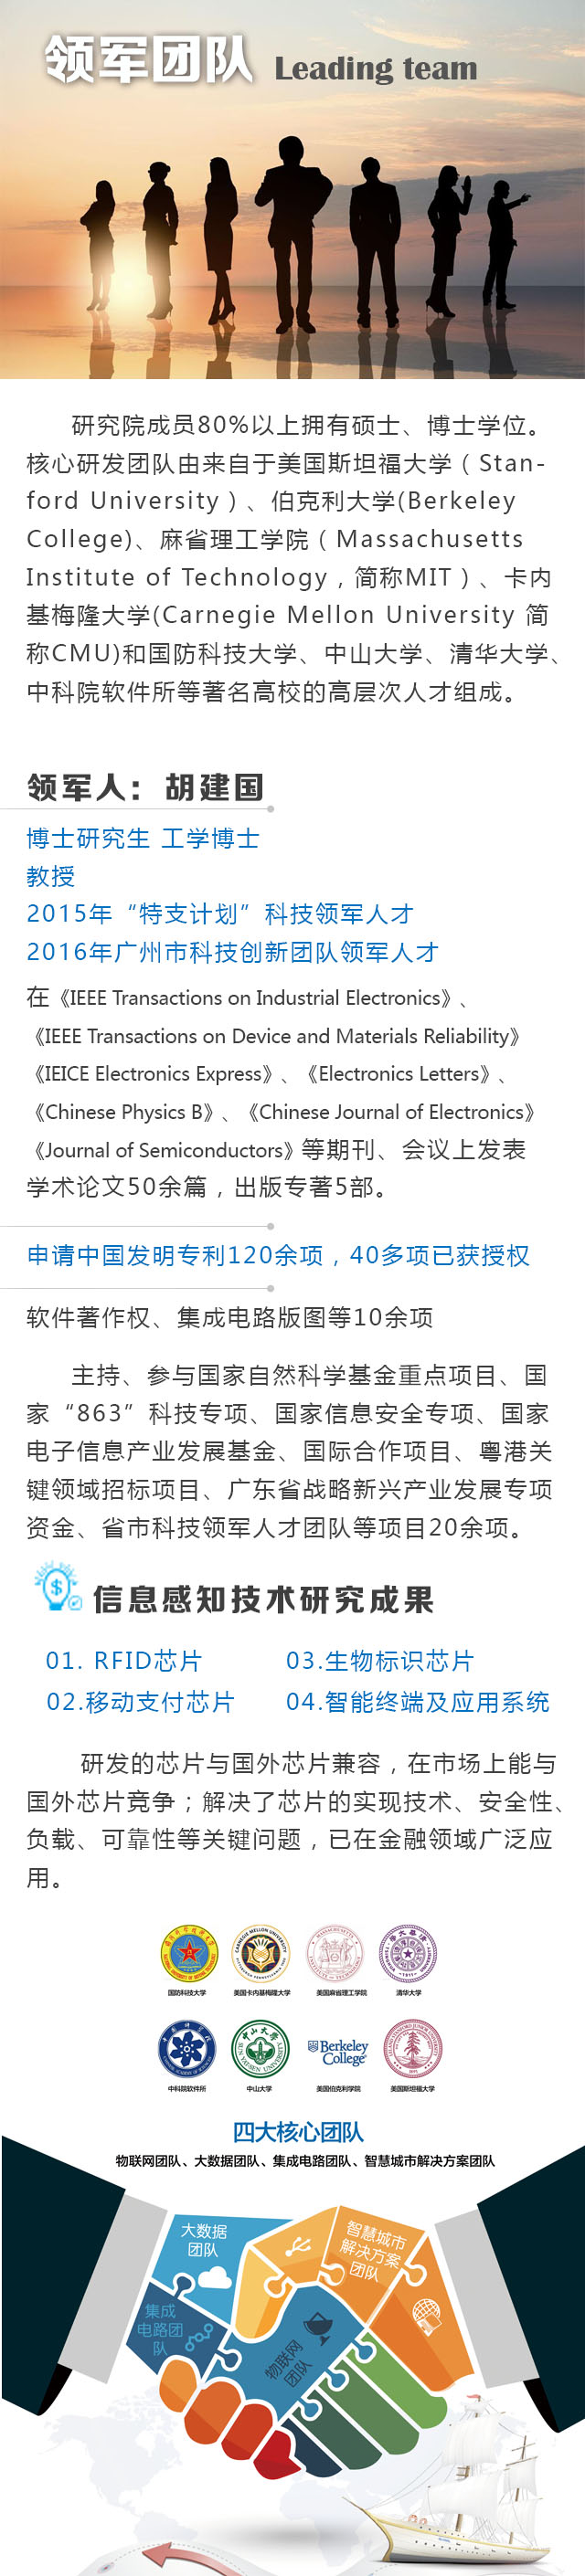 领军团队 Leading team
研究院成员80%以上拥有硕士、博士学位。
核心研发团队由来自于美国斯坦福大学（Stan-
ford University）、伯克利大学(Berkeley
College)、麻省理工学院（Massachusetts
Institute of Technology，简称MIT）、卡内
基梅隆大学(Carnegie Mellon University 简
称CMU)和国防科技大学、中山大学、清华大学、
中科院软件所等著名高校的高层次人才组成。
领军人：胡建国
博士研究生 工学博士
教授
2015年“特支计划”科技领军人才
2016年广州市科技创新团队领军人才
在《IEEE Transactions on Industrial Electronics》、
《IEEE Transactions on Device and Materials Reliability》
《IEICE Electronics Express》、《Electronics Letters》、
《Chinese Physics B》、《Chinese Journal of Electronics》
《Journal of Semiconductors》等期刊、会议上发表
学术论文50余篇，出版专著5部。
申请中国发明专利120余项，40多项已获授权
软件著作权、集成电路版图等10余项
主持、参与国家自然科学基金重点项目、国
家“863”科技专项、国家信息安全专项、国家
电子信息产业发展基金、国际合作项目、粤港关
键领域招标项目、广东省战略新兴产业发展专项
资金、省市科技领军人才团队等项目20余项。
信息感知技术研究成果
01. RFID芯片 03.生物标识芯片
02.移动支付芯片 04.智能终端及应用系统
研发的芯片与国外芯片兼容，在市场上能与
国外芯片竞争；解决了芯片的实现技术、安全性、
负载、可靠性等关键问题，已在金融领域广泛应
用。
国防科技大学 美国卡内基梅隆大学 美国麻省理工学院 清华大学
Berkeley
College
中科院软件所 中山大学 美国伯克利学院 美国斯坦福大学
四大核心团队
物联网团队、大数据团队、集成电路团队、智慧城市解决方案团队
大数据
团队
智慧城市
解决方案
团队
集成
电路团
队
物联网
团队